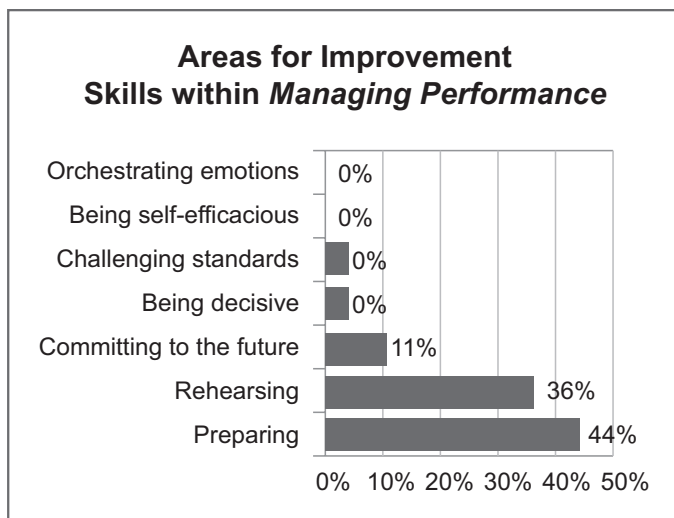 Areas for Improvement
Skills within Managing Performance
Orchestrating emotions 0%
Being self-efficacious 0%
Challenging standards 0%
Being decisive 0%
Committing to the future 11%
Rehearsing 36%
Preparing 44%
0% 10% 20% 30% 40% 50%